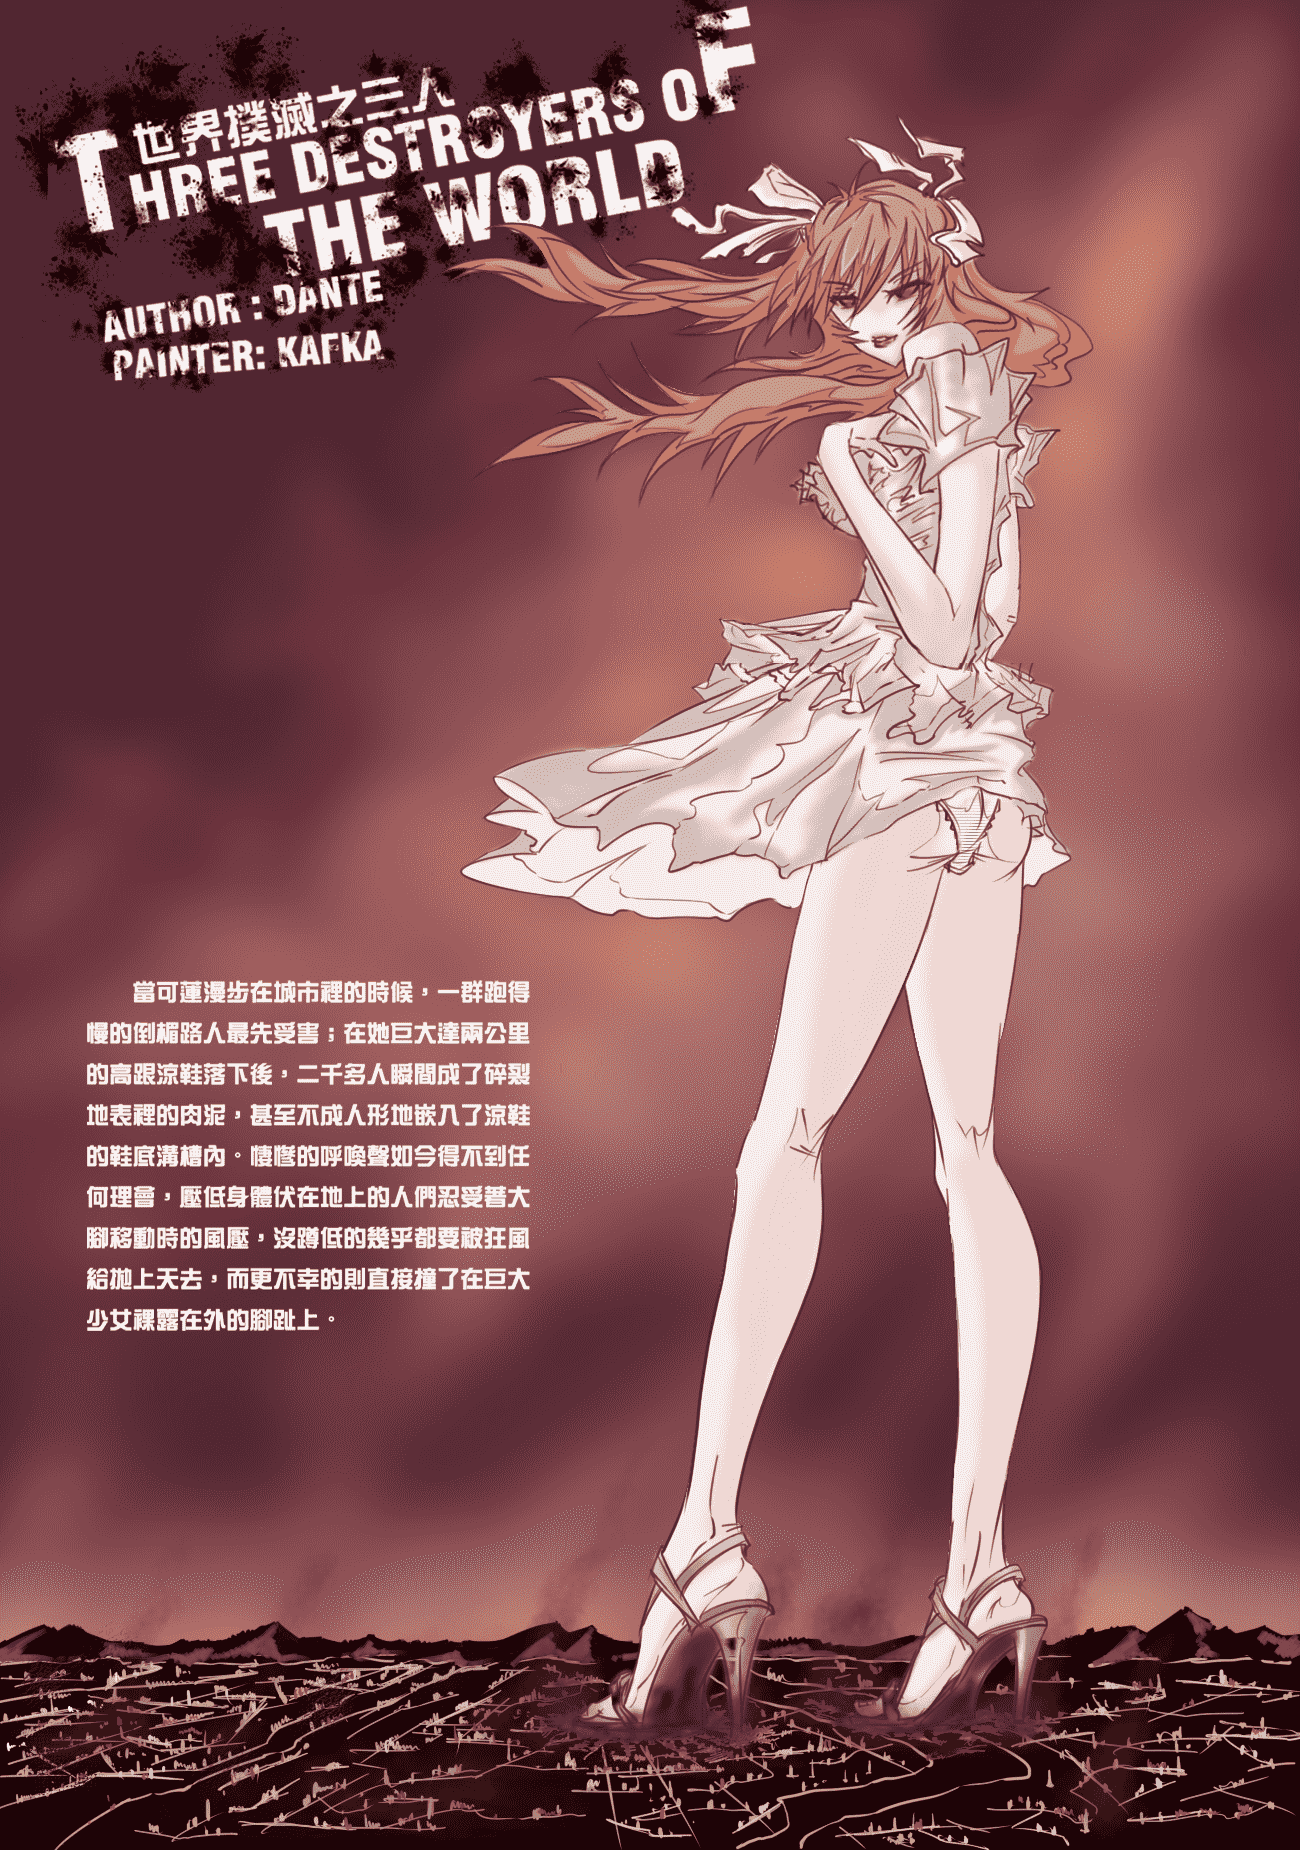 世界撲滅之三人
THREE DESTROYERS OF
THE WORLD
AUTHOR : DANTE
PAINTER: KAFKA
當可蓮漫步在城市裡的時候，一群跑得
慢的倒楣路人最先受害；在她巨大達兩公里
的高跟涼鞋落下後，二千多人瞬間成了碎裂
地表裡的肉泥，甚至不成人形地嵌入了涼鞋
的鞋底溝槽內。悽慘的呼喚聲如今得不到任
何理會，壓低身體伏在地上的人們忍受著大
腳移動時的風壓，沒蹲低的幾乎都要被狂風
給拋上天去，而更不幸的則直接撞了在巨大
少女裸露在外的腳趾上。